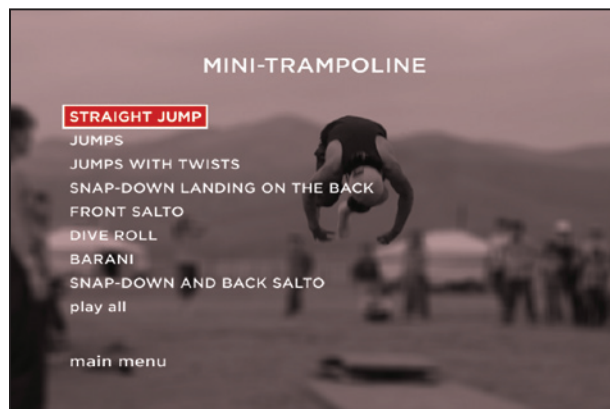 MINI-TRAMPOLINE
STRAIGHT JUMP
JUMPS
JUMPS WITH TWISTS
SNAP-DOWN LANDING ON THE BACK
FRONT SALTO
DIVE ROLL
BARANI
SNAP-DOWN AND BACK SALTO
play all
main menu